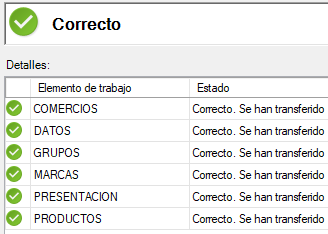 Correcto
Detalles:
Elemento de trabajo Estado
COMERCIOS Correcto. Se han transferido
DATOS Correcto. Se han transferido
GRUPOS Correcto. Se han transferido
MARCAS Correcto. Se han transferido
PRESENTACION Correcto. Se han transferido
PRODUCTOS Correcto. Se han transferido